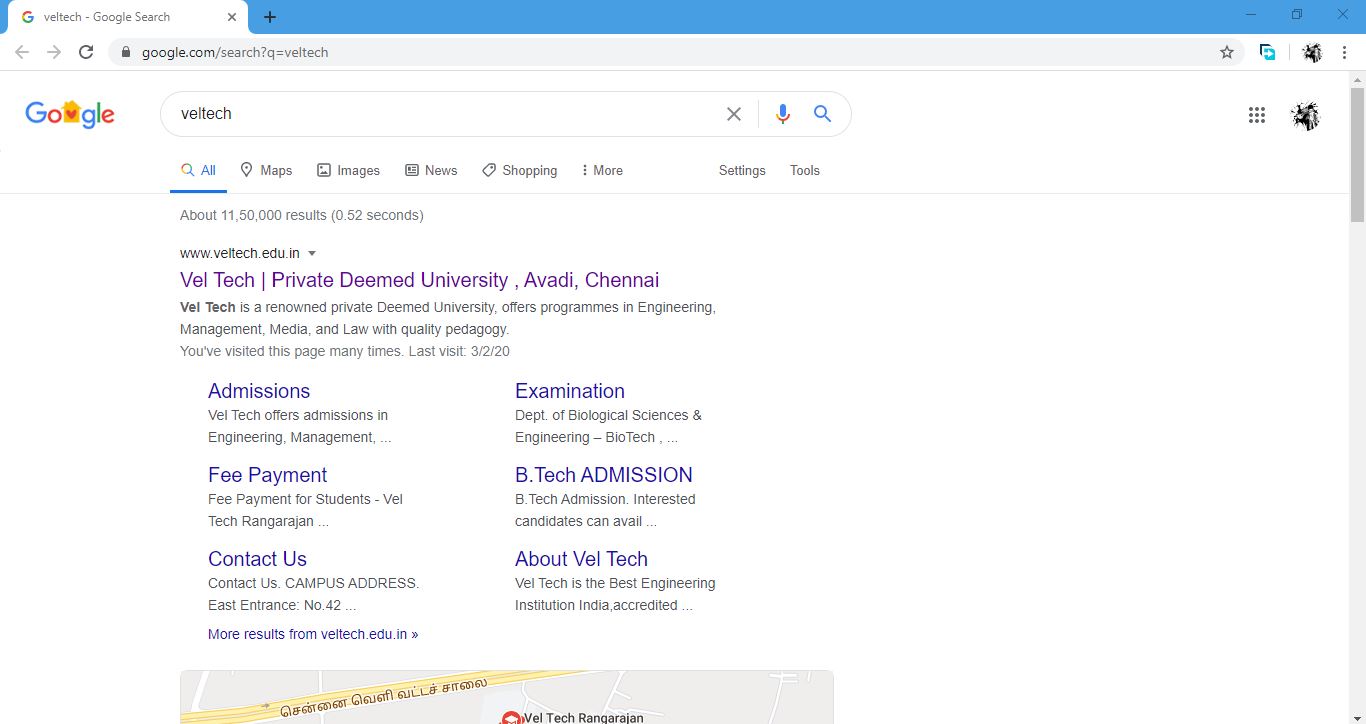 veltech - Google Search
google.com/search?q=veltech
Google
veltech
All Maps Images News Shopping More Settings Tools
About 11,50,000 results (0.52 seconds)
www.veltech.edu.in
Vel Tech | Private Deemed University , Avadi, Chennai
Vel Tech is a renowned private Deemed University, offers programmes in Engineering,
Management, Media, and Law with quality pedagogy.
You've visited this page many times. Last visit: 3/2/20
Admissions
Vel Tech offers admissions in
Engineering, Management, ...
Examination
Dept. of Biological Sciences &
Engineering – BioTech , ...
Fee Payment
Fee Payment for Students - Vel
Tech Rangarajan ...
B.Tech ADMISSION
B.Tech Admission. Interested
candidates can avail ...
Contact Us
Contact Us. CAMPUS ADDRESS.
East Entrance: No.42 ...
About Vel Tech
Vel Tech is the Best Engineering
Institution India,accredited ...
More results from veltech.edu.in »
சென்னை வெளி வட்டச் சாலை
Vel Tech Rangarajan